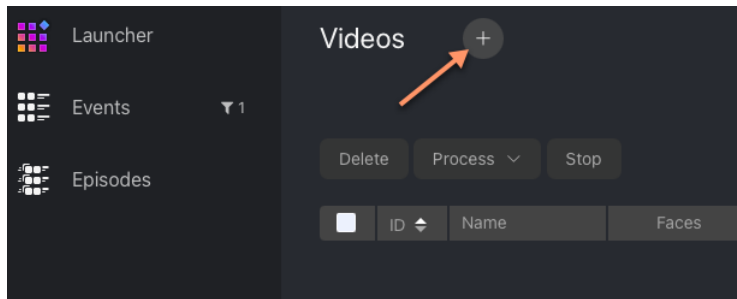 Launcher
Videos +
Events 1
Episodes
Delete Process Stop
ID Name Faces